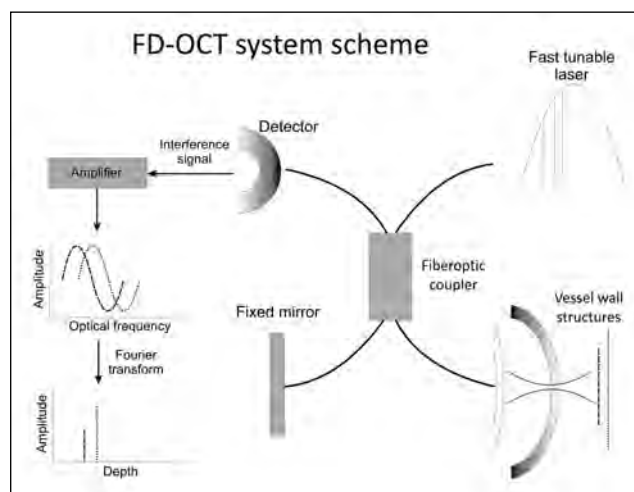 FD-OCT system scheme
Fast tunable
laser
Detector
Interference
signal
Amplifier
Amplitude
Optical frequency
Fiberoptic
coupler
Fixed mirror
Vessel wall
structures
Fourier
transform
Amplitude
Depth